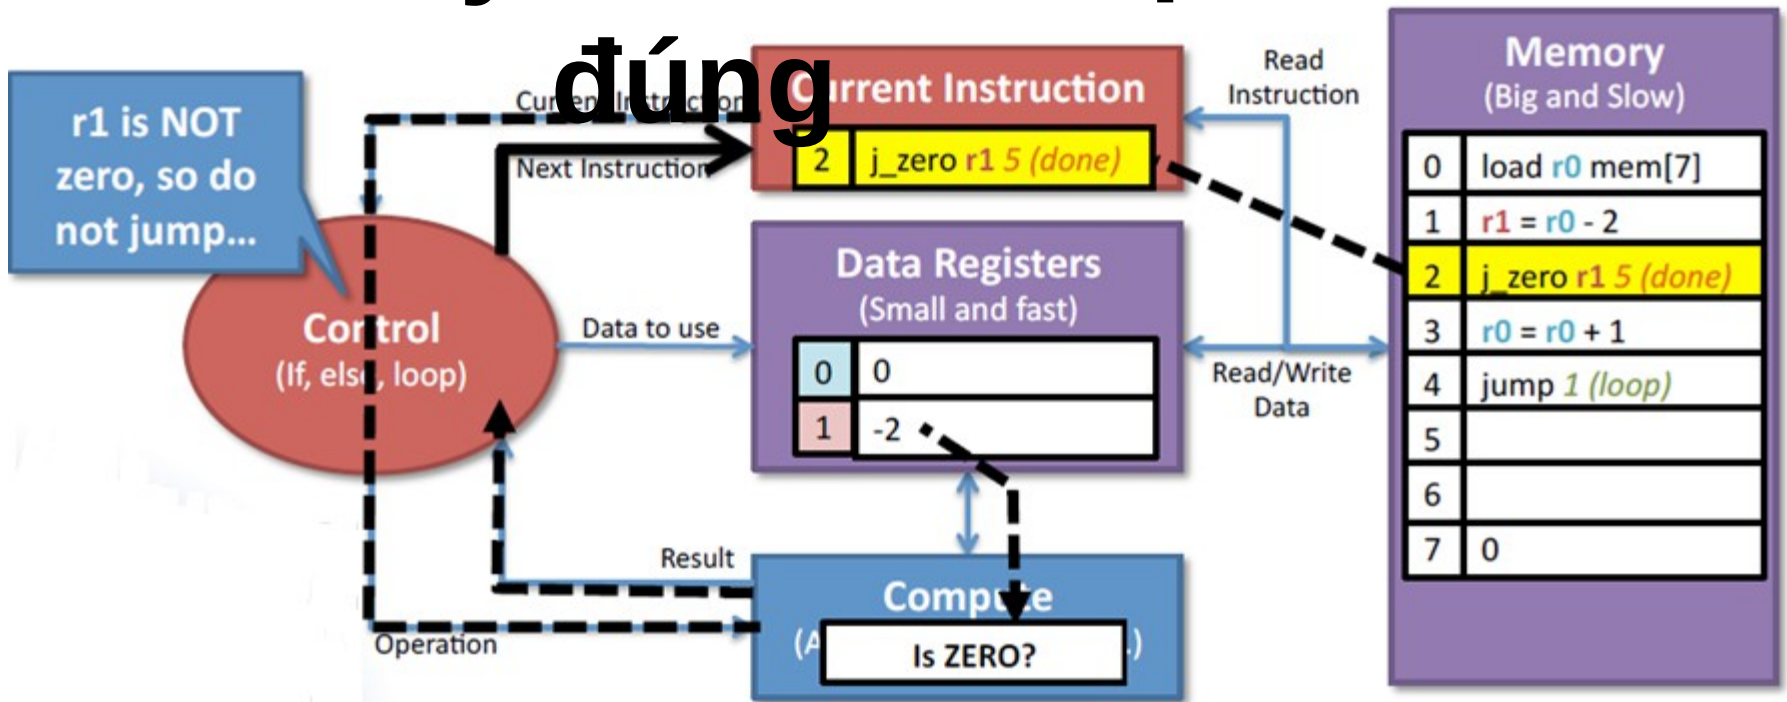 đúng
r1 is NOT
zero, so do
not jump...
Control
(If, else, loop)
Current Instruction
Next Instruction
Current Instruction
2 j_zero r1 5 (done)
Read
Instruction
Data to use
Data Registers
(Small and fast)
0 0
1 -2
Read/Write
Data
Result
Operation
Compute
Is ZERO?
Memory
(Big and Slow)
0 load r0 mem[7]
1 r1 = r0 - 2
2 j_zero r1 5 (done)
3 r0 = r0 + 1
4 jump 1 (loop)
5
6
7 0